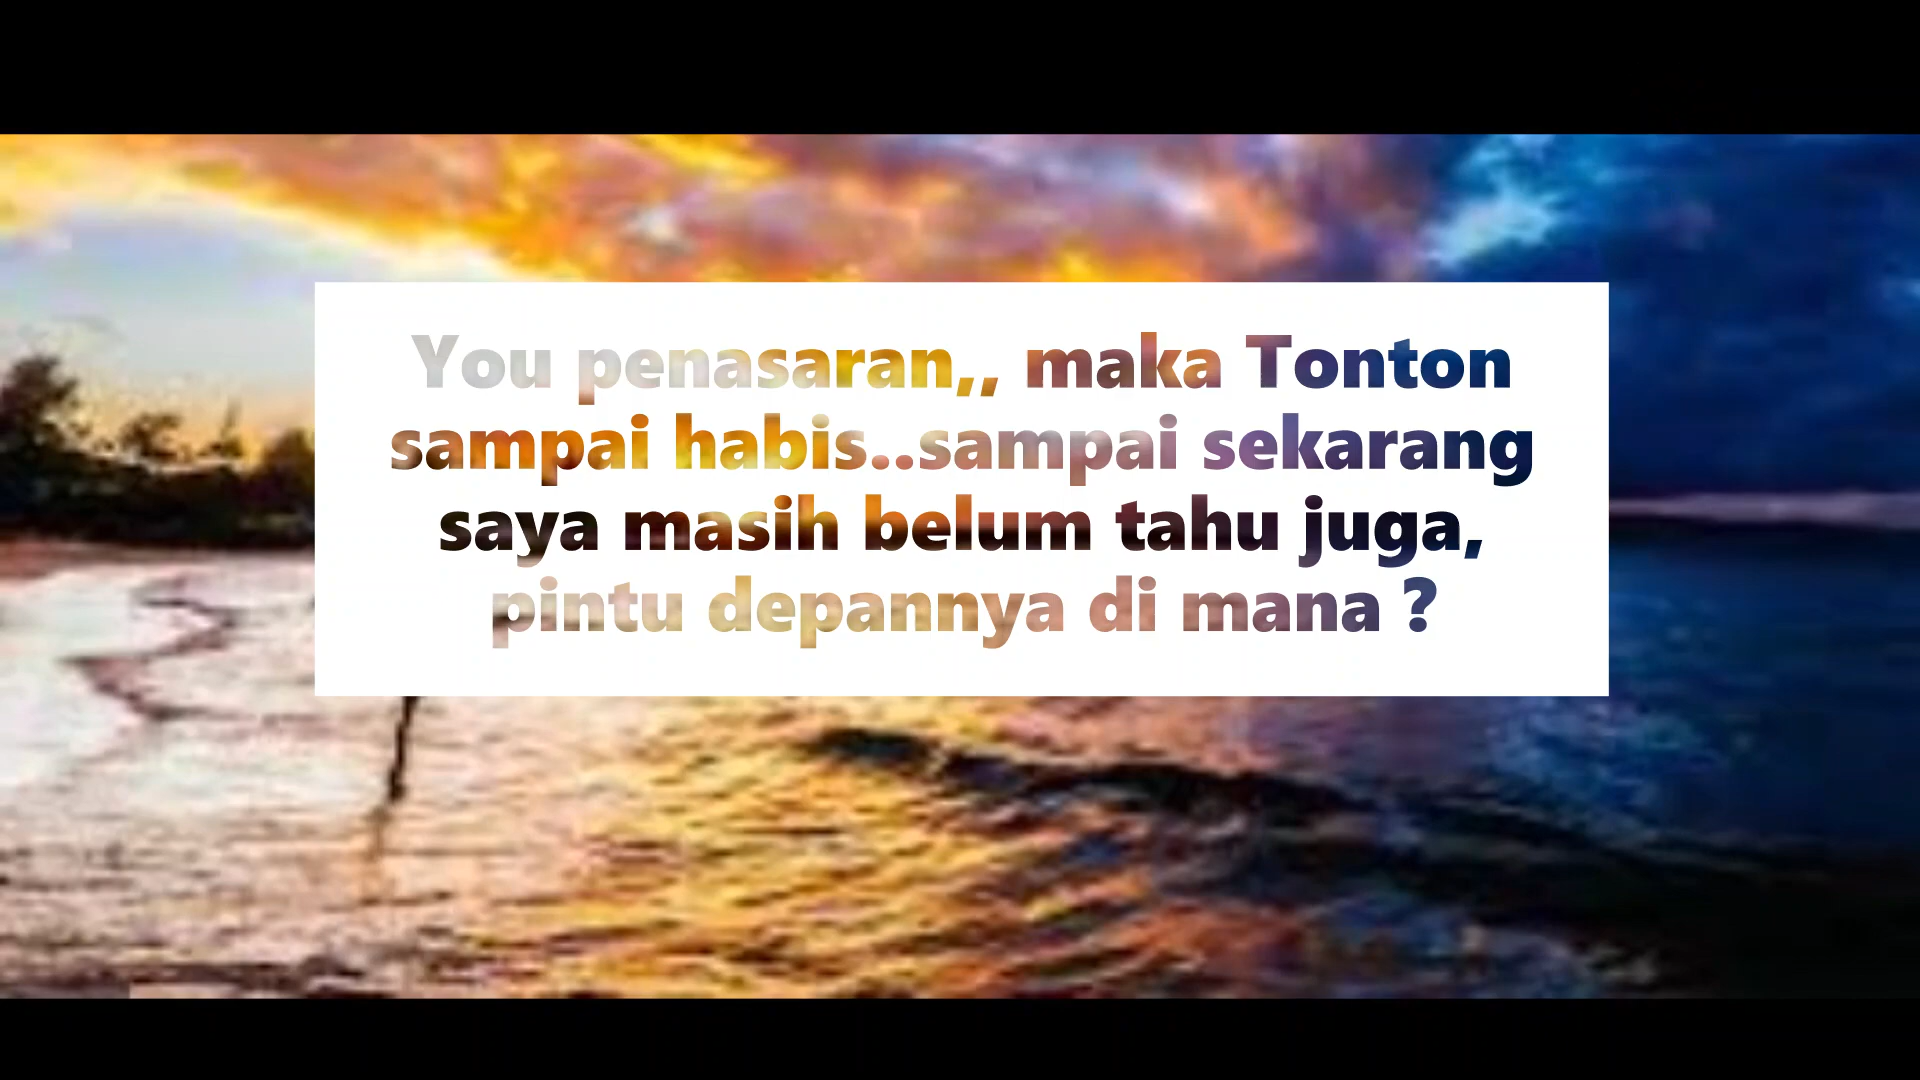 You penasaran,, maka Tonton
sampai habis..sampai sekarang
saya masih belum tahu juga,
pintu depannya di mana ?